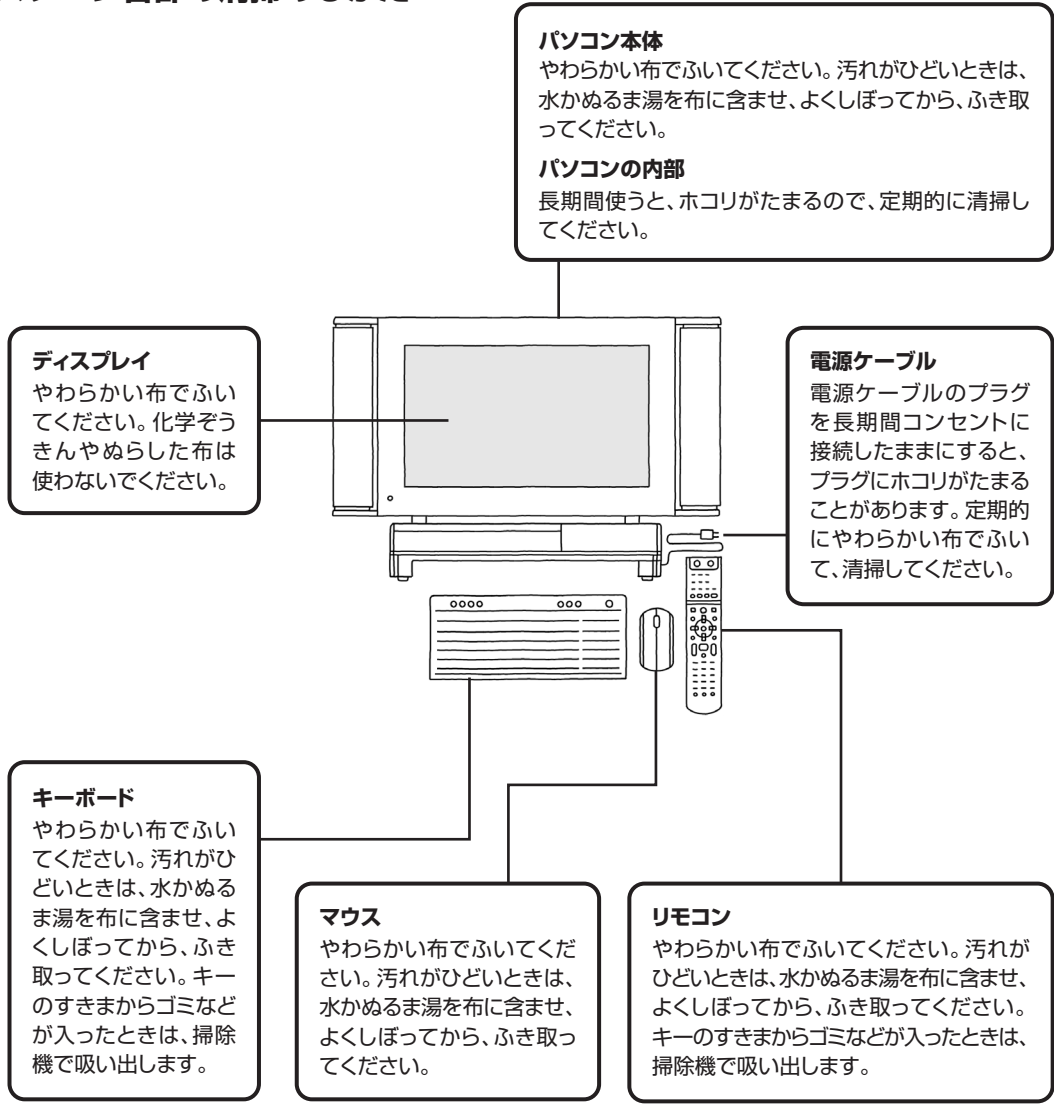 パソコン本体
やわらかい布でふいてください。汚れがひどいときは、
水かぬるま湯を布に含ませ、よくしぼってから、ふき取
ってください。
パソコンの内部
長期間使うと、ホコリがたまるので、定期的に清掃し
てください。
ディスプレイ
やわらかい布でふい
てください。化学ぞう
きんやぬらした布は
使わないでください。
電源ケーブル
電源ケーブルのプラグ
を長期間コンセントに
接続したままにすると、
プラグにホコリがたまる
ことがあります。定期的
にやわらかい布でふい
て、清掃してください。
キーボード
やわらかい布でふい
てください。汚れがひ
どいときは、水かぬる
ま湯を布に含ませ、よ
くしぼってから、ふき
取ってください。キー
のすきまからゴミなど
が入ったときは、掃除
機で吸い出します。
マウス
やわらかい布でふいてくだ
さい。汚れがひどいときは、
水かぬるま湯を布に含ませ、
よくしぼってから、ふき取っ
てください。
リモコン
やわらかい布でふいてください。汚れが
ひどいときは、水かぬるま湯を布に含ませ、
よくしぼってから、ふき取ってください。
キーのすきまからゴミなどが入ったときは、
掃除機で吸い出します。